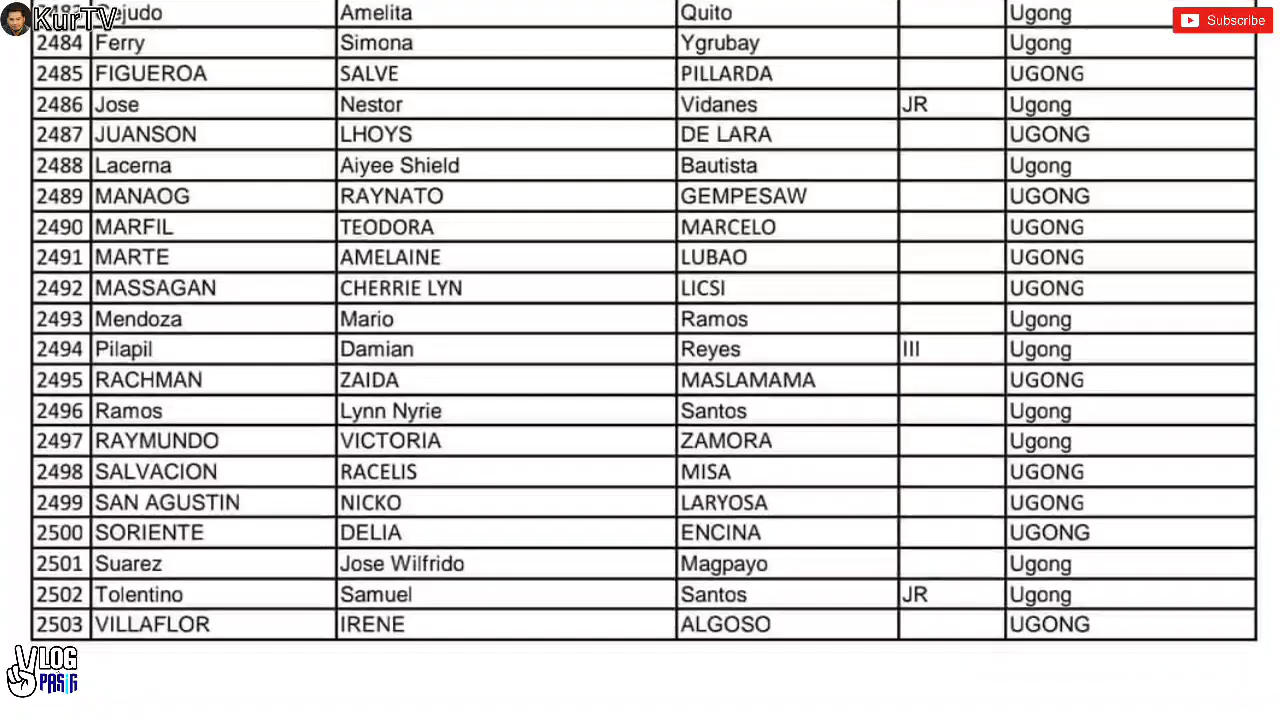 KurTV
Subscribe
2483 Amelita Quito Ugong
2484 Ferry Simona Ygrubay Ugong
2485 FIGUEROA SALVE PILLARDA UGONG
2486 Jose Nestor Vidanes JR Ugong
2487 JUANSON LHOYS DE LARA UGONG
2488 Lacerna Aiyee Shield Bautista Ugong
2489 MANAOG RAYNATO GEMPESAW UGONG
2490 MARFIL TEODORA MARCELO UGONG
2491 MARTE AMELAINE LUBAO UGONG
2492 MASSAGAN CHERRIE LYN LICSI UGONG
2493 Mendoza Mario Ramos Ugong
2494 Pilapil Damian Reyes III Ugong
2495 RACHMAN ZAIDA MASLAMAMA UGONG
2496 Ramos Lynn Nyrie Santos Ugong
2497 RAYMUNDO VICTORIA ZAMORA Ugong
2498 SALVACION RACELIS MISA UGONG
2499 SAN AGUSTIN NICKO LARYOSA UGONG
2500 SORIENTE DELIA ENCINA UGONG
2501 Suarez Jose Wilfrido Magpayo Ugong
2502 Tolentino Samuel Santos JR Ugong
2503 VILLAFLOR IRENE ALGOSO UGONG
VLOG
PASIG